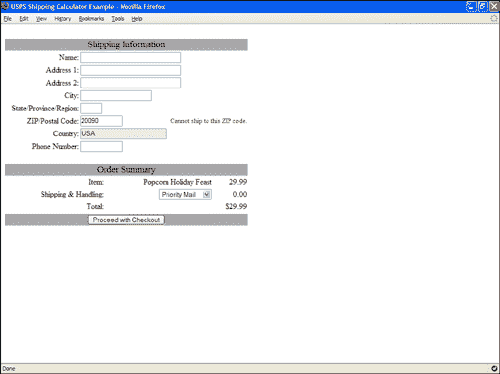 USPS Shipping Calculator Example - Mozilla Firefox
File Edit View History Bookmarks Tools Help
Shipping Information
Name:
Address 1:
Address 2:
City:
State/Province/Region:
ZIP/Postal Code: 20090 Cannot ship to this ZIP code.
Country: USA
Phone Number:
Order Summary
Item: Popcorn Holiday Feast 29.99
Shipping & Handling: Priority Mail 0.00
Total: $29.99
Proceed with Checkout
Done